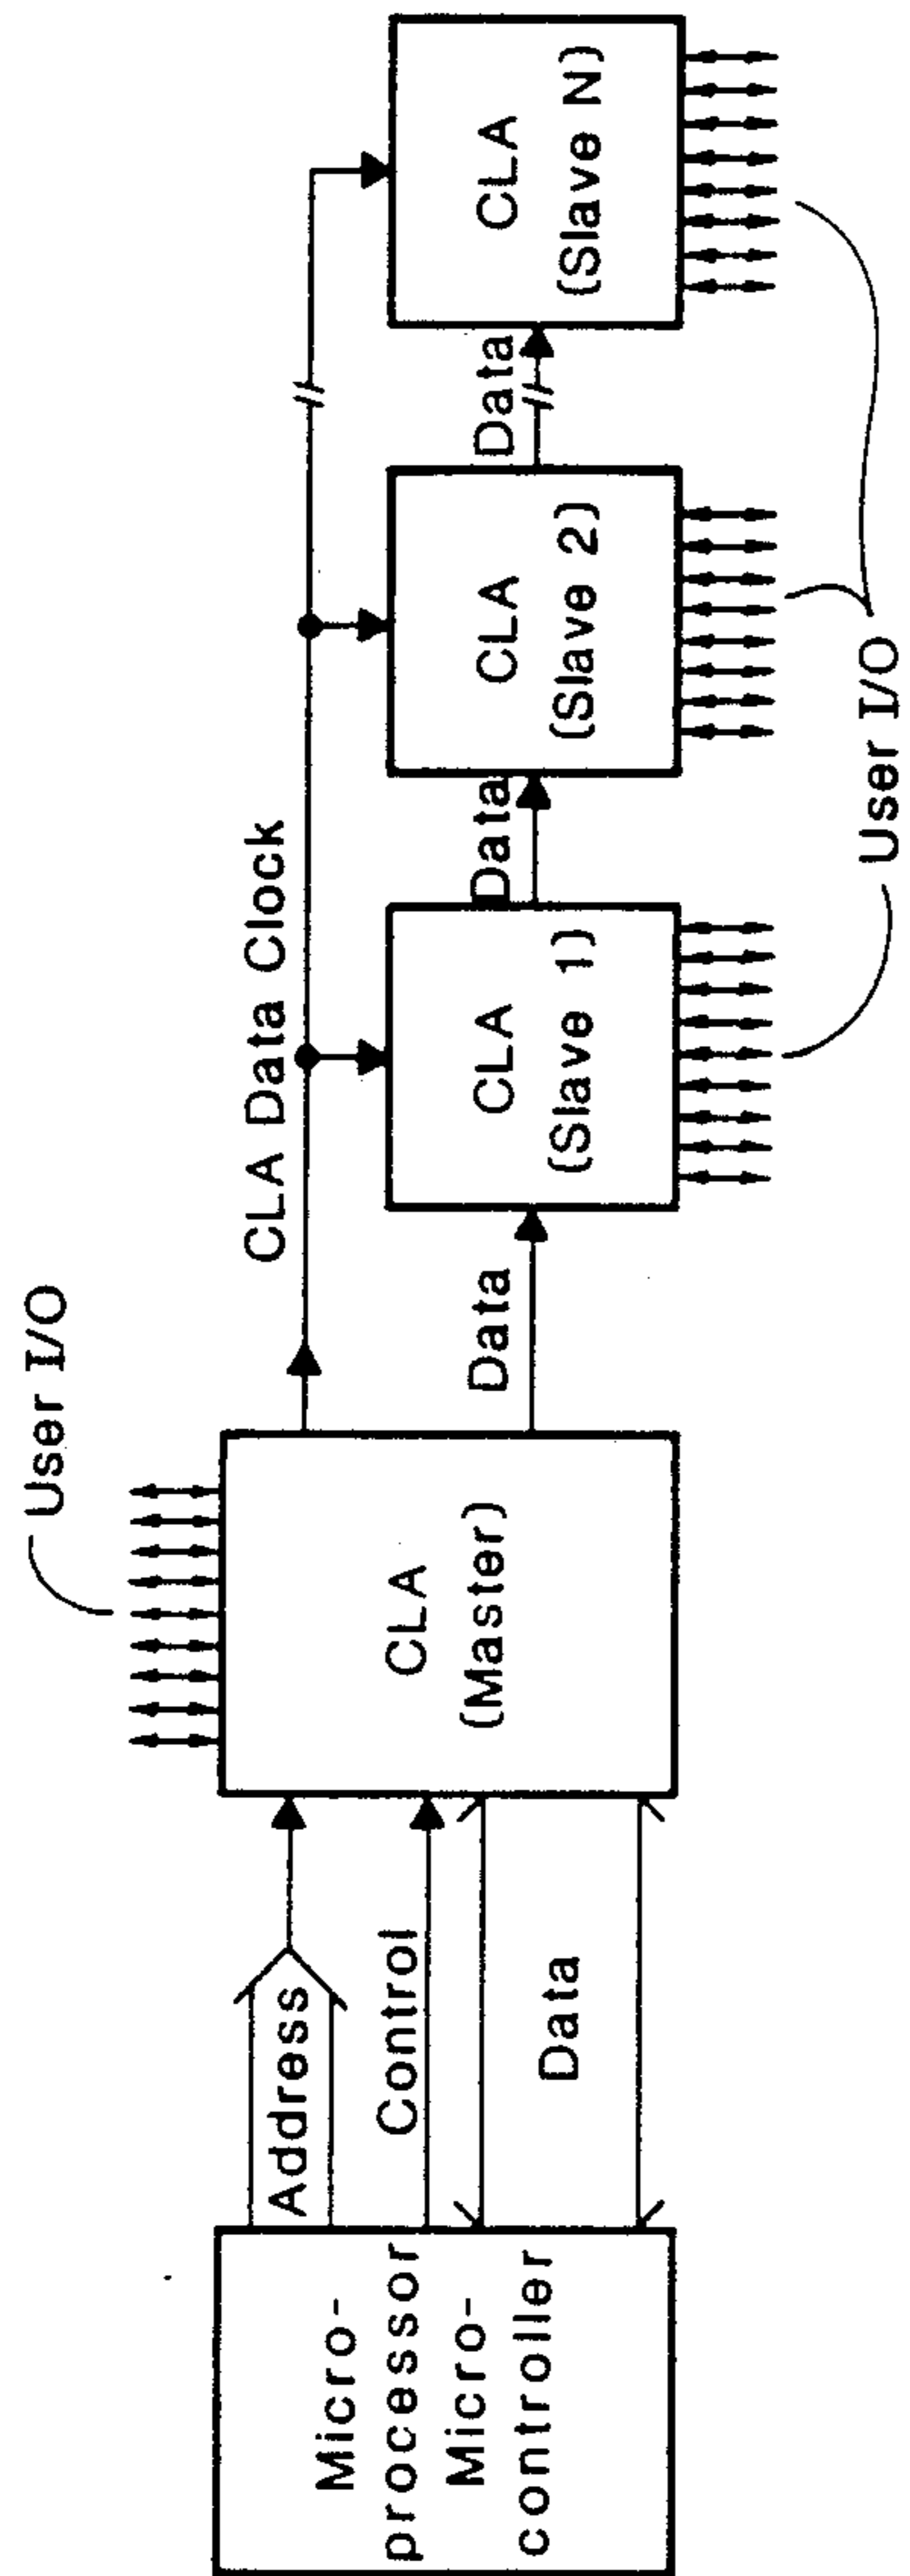 Micro-
processor
Micro-
controller
Address
Control
Data
User I/O
CLA
(Master)
CLA Data Clock
Data
CLA
(Slave 1)
Data
CLA
(Slave 2)
Data
CLA
(Slave N)
User I/O